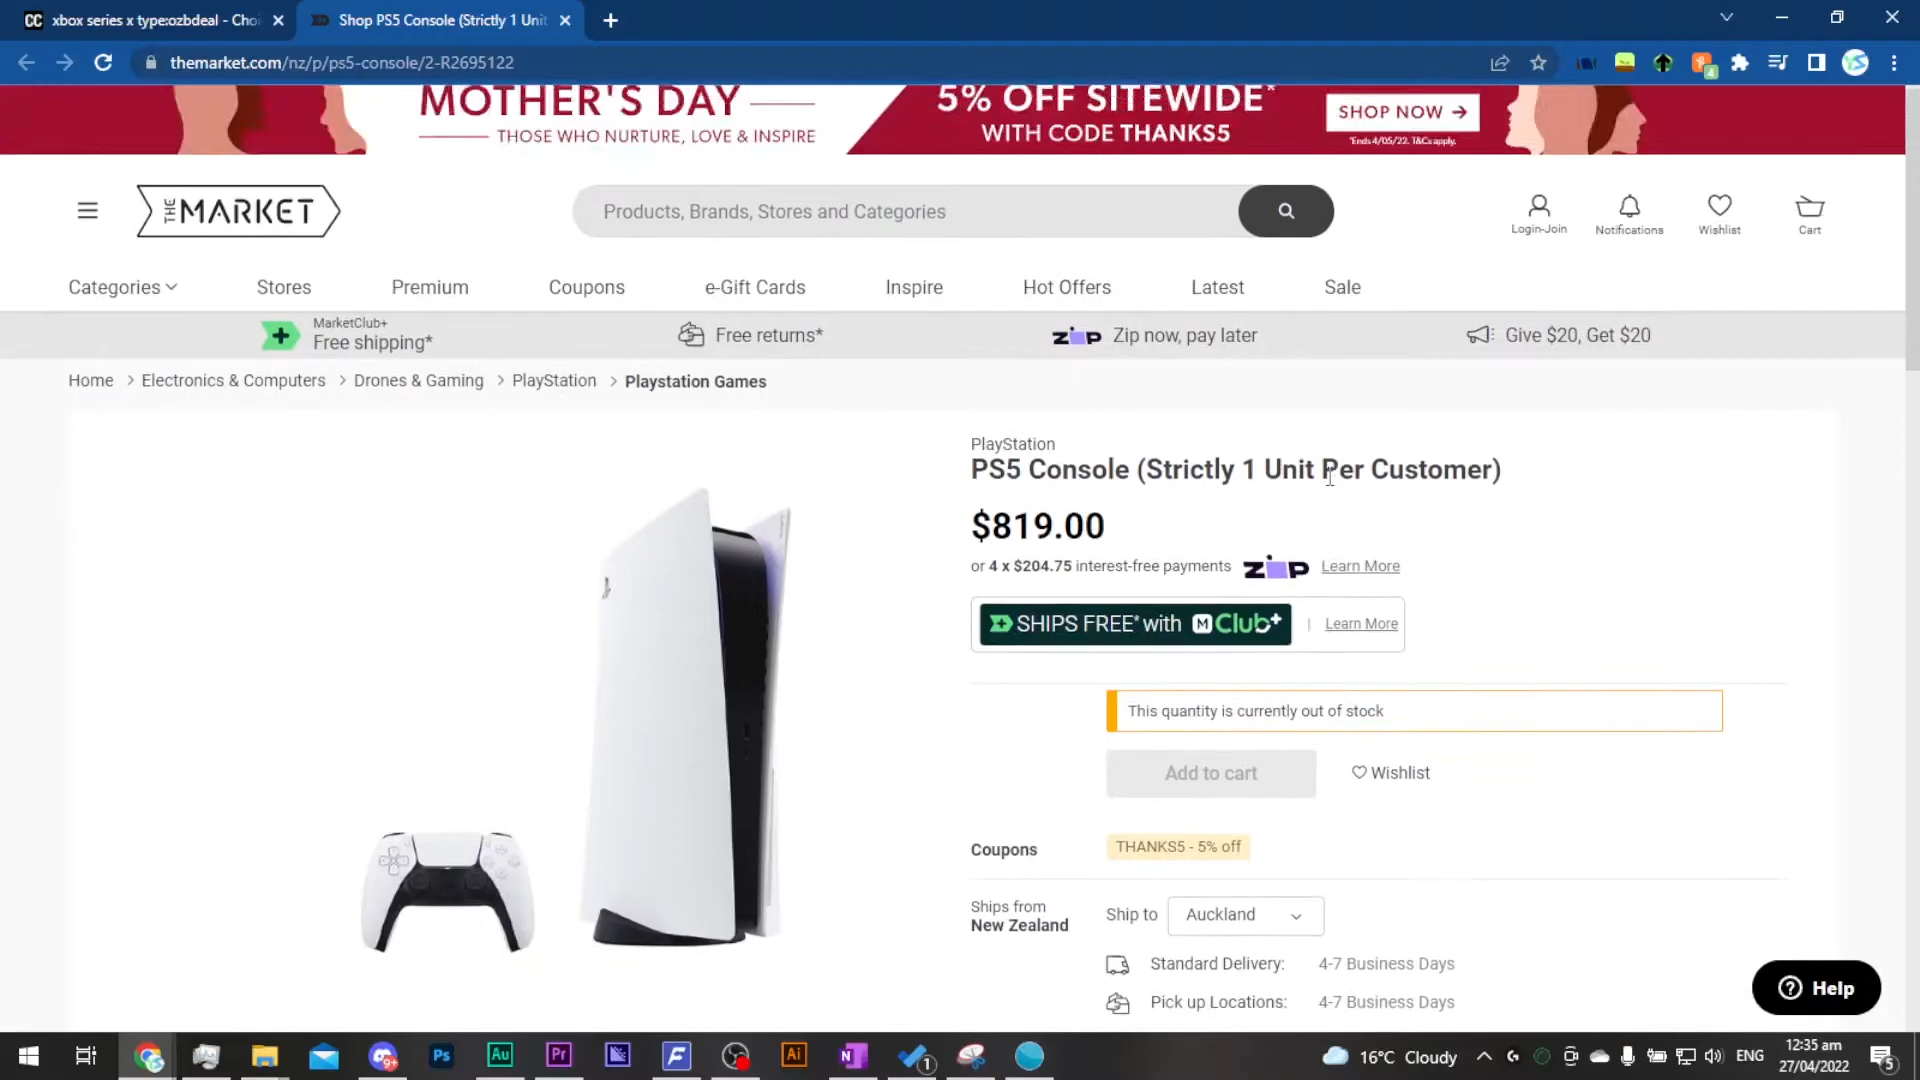 xbox series x type:ozbdeal - Choi
Shop PS5 Console (Strictly 1 Unit
themarket.com/nz/p/ps5-console/2-R2695122
MOTHER'S DAY
THOSE WHO NURTURE, LOVE & INSPIRE
5% OFF SITEWIDE*
WITH CODE THANKS5
SHOP NOW →
*Ends 4/05/22. T&Cs apply.
THE MARKET
Products, Brands, Stores and Categories
Login-Join
Notifications
Wishlist
Cart
Categories
Stores
Premium
Coupons
e-Gift Cards
Inspire
Hot Offers
Latest
Sale
MarketClub+
Free shipping*
Free returns*
zip
Zip now, pay later
Give $20, Get $20
Home > Electronics & Computers > Drones & Gaming > PlayStation > Playstation Games
PlayStation
PS5 Console (Strictly 1 Unit Per Customer)
$819.00
or 4 x $204.75 interest-free payments zip Learn More
SHIPS FREE* with M Club+ | Learn More
This quantity is currently out of stock
Add to cart
Wishlist
Coupons
THANKS5 - 5% off
Ships from
New Zealand
Ship to
Auckland
Standard Delivery: 4-7 Business Days
Pick up Locations: 4-7 Business Days
Help
16°C Cloudy
ENG
12:35 am
27/04/2022